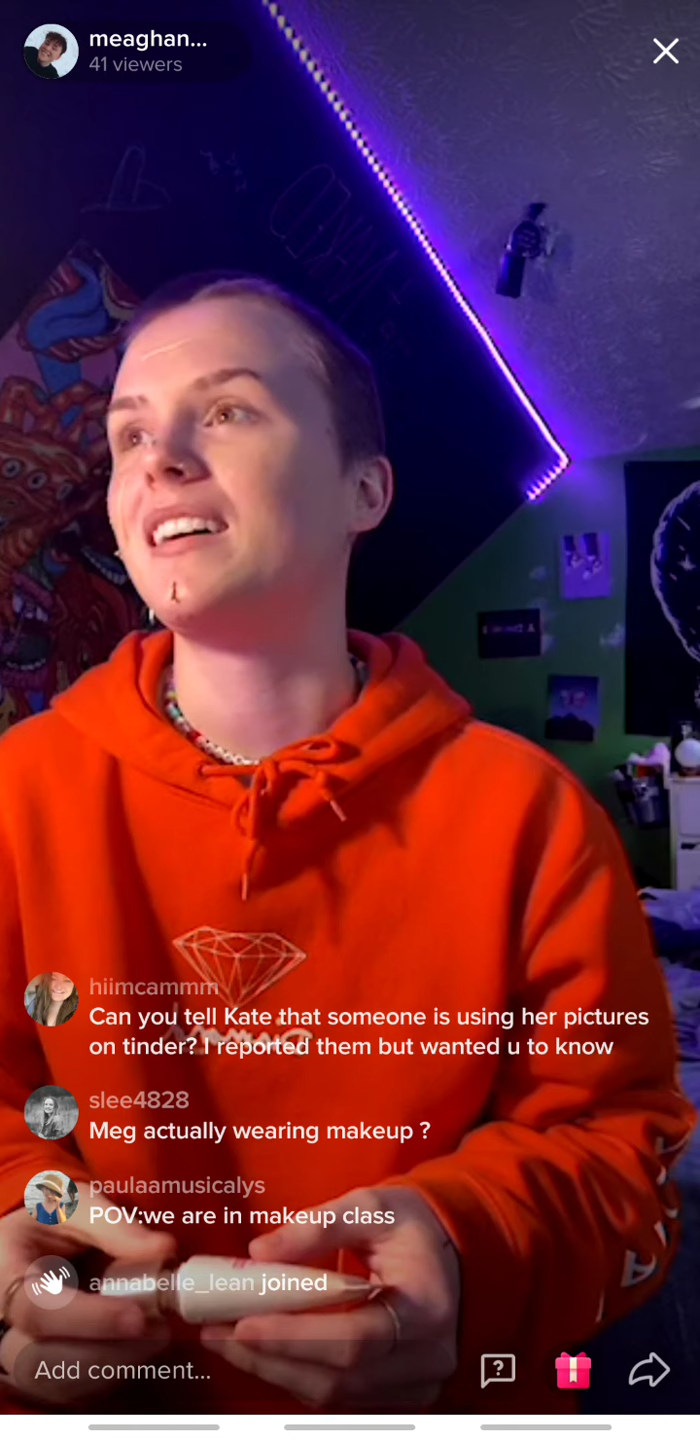 meaghan...
41 viewers
hiimcammm
Can you tell Kate that someone is using her pictures
on tinder? I reported them but wanted u to know
slee4828
Meg actually wearing makeup ?
paulaamusicalys
POV:we are in makeup class
annabelle_lean joined
Add comment...